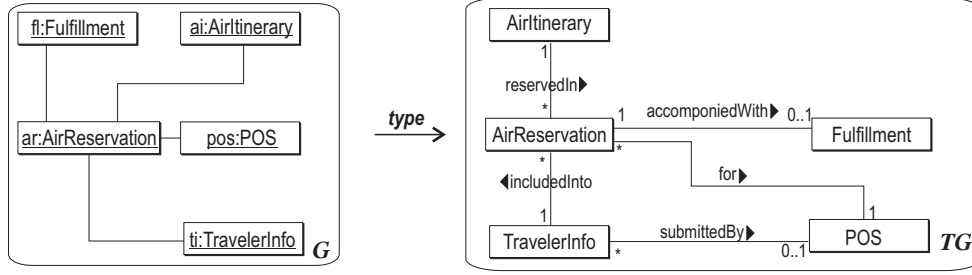 fl:Fulfillment
ai:AirItinerary
ar:AirReservation
pos:POS
ti:TravelerInfo
G
type
AirItinerary
1
reservedIn
*
AirReservation
1
accomponiedWith
0..1
Fulfillment
*
for
1
POS
*
includedInto
1
TravelerInfo
*
submittedBy
0..1
TG